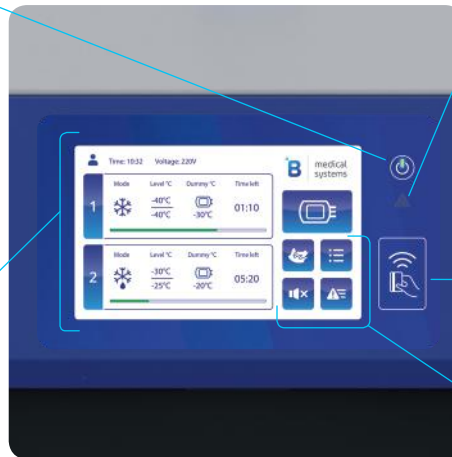 Time: 10:32 Voltage: 220V
B medical systems
1
Mode Level °C Dummy °C Time left
-40°C
-40°C
-30°C
01:10
2
Mode Level °C Dummy °C Time left
-30°C
-25°C
-20°C
05:20